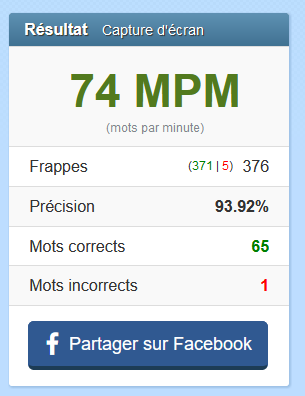 Résultat Capture d'écran
74 MPM
(mots par minute)
Frappes (371 | 5) 376
Précision 93.92%
Mots corrects 65
Mots incorrects 1
f Partager sur Facebook